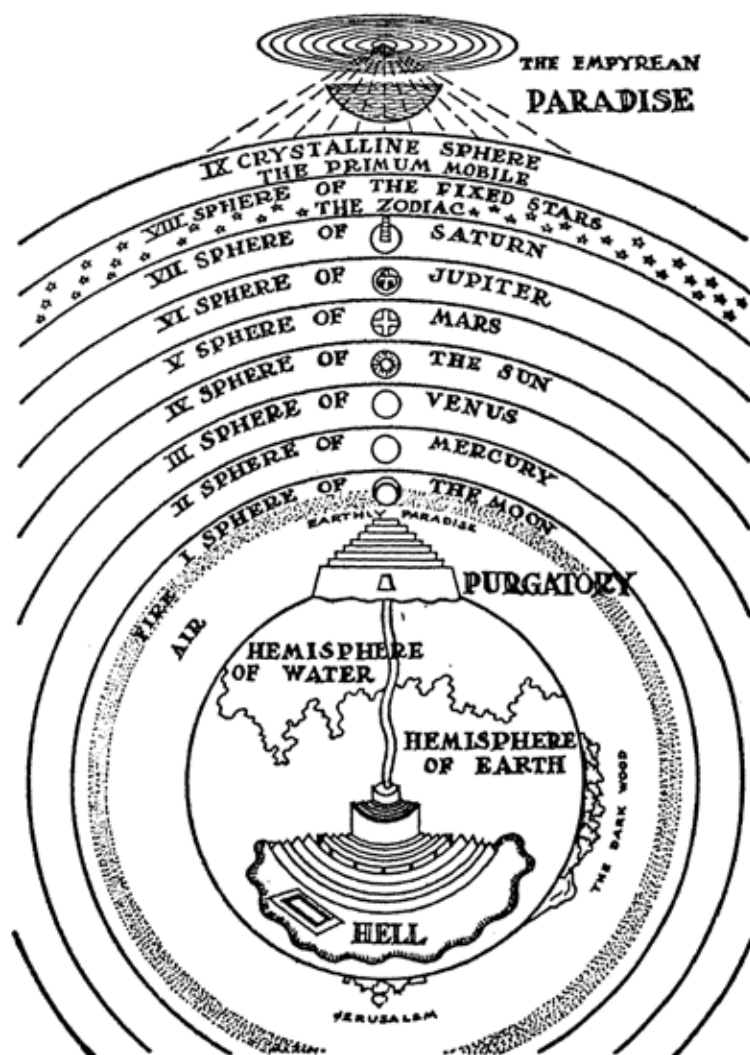 THE EMPYREAN
PARADISE
IX CRYSTALLINE SPHERE
THE PRIMUM MOBILE
VIII SPHERE OF THE FIXED STARS
THE ZODIAC
VII SPHERE OF SATURN
VI SPHERE OF JUPITER
V SPHERE OF MARS
IV SPHERE OF THE SUN
III SPHERE OF VENUS
II SPHERE OF MERCURY
I SPHERE OF THE MOON
EARTHLY PARADISE
PURGATORY
FIRE
AIR
HEMISPHERE
OF WATER
HEMISPHERE
OF EARTH
THE DARK WOOD
HELL
JERUSALEM